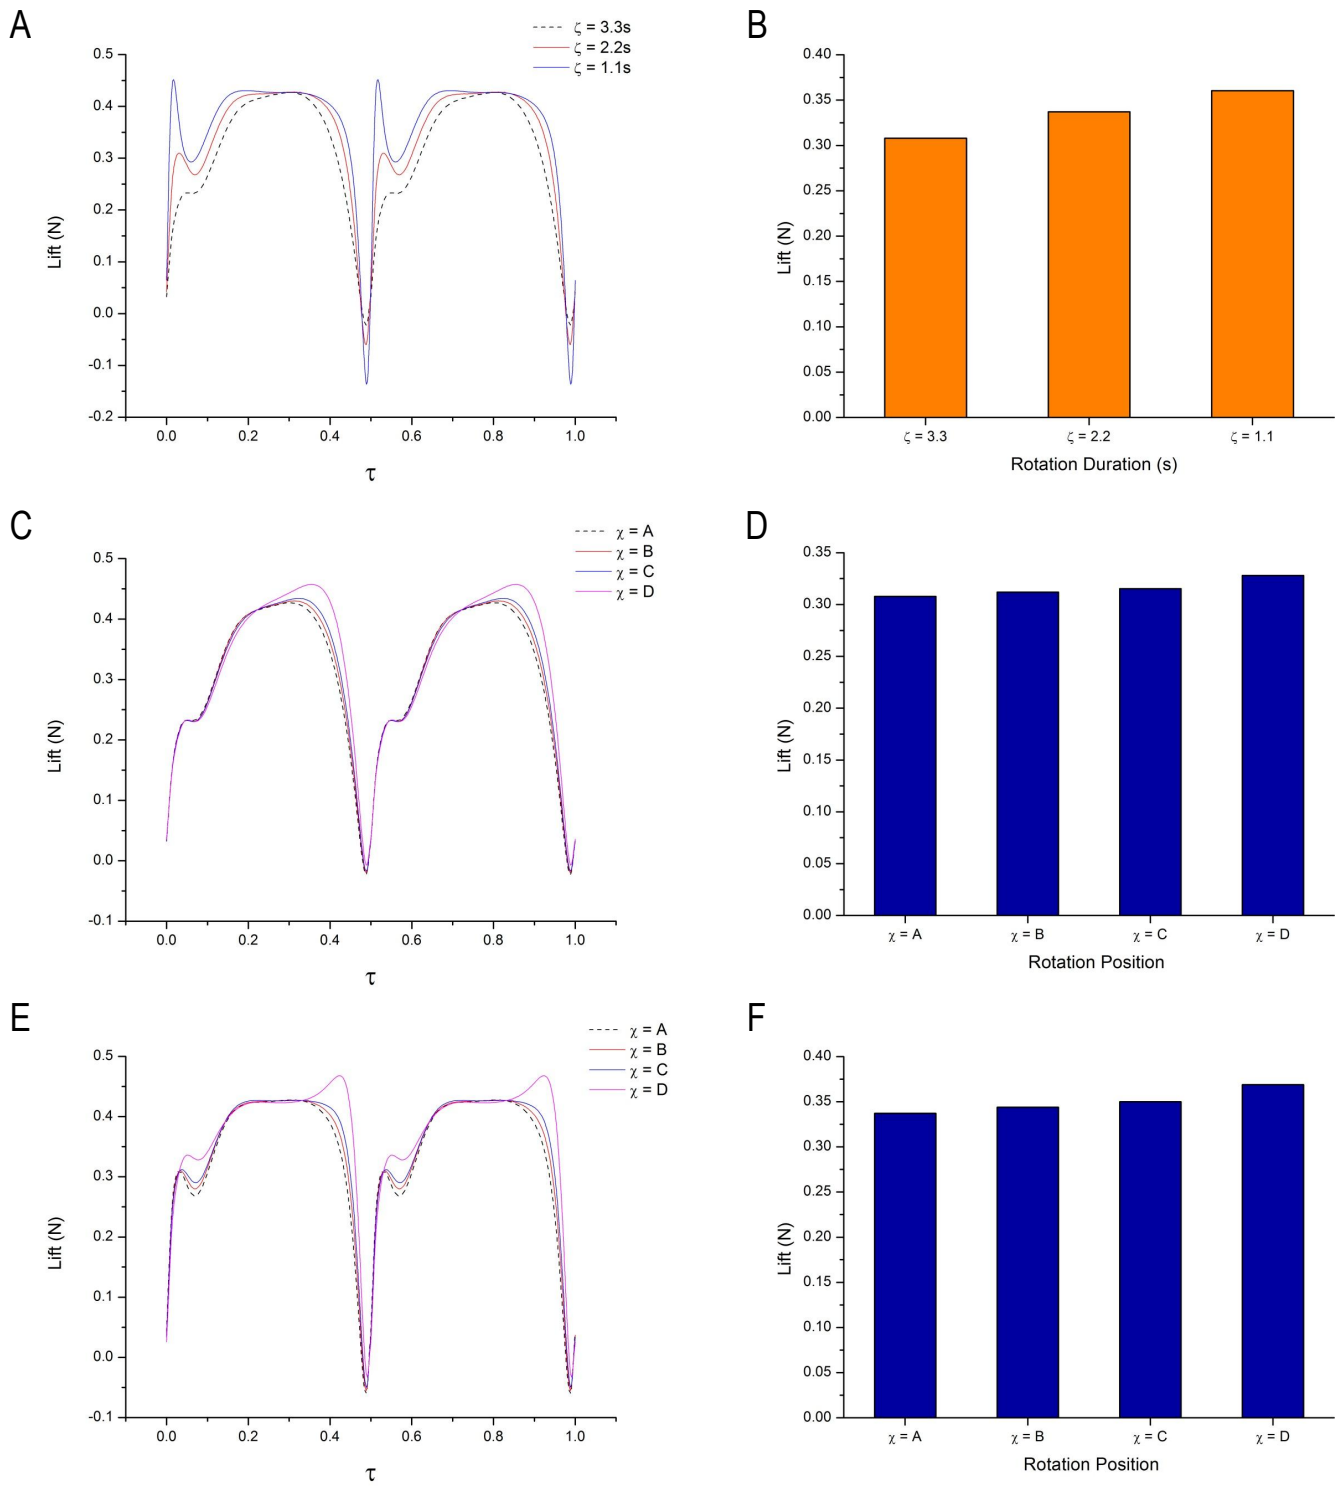 A
ζ = 3.3s
ζ = 2.2s
ζ = 1.1s
0.5
0.4
0.3
0.2
0.1
0.0
-0.1
-0.2
Lift (N)
0.0 0.2 0.4 0.6 0.8 1.0
τ
B
0.40
0.35
0.30
0.25
0.20
0.15
0.10
0.05
0.00
Lift (N)
ζ = 3.3 ζ = 2.2 ζ = 1.1
Rotation Duration (s)
C
χ = A
χ = B
χ = C
χ = D
0.5
0.4
0.3
0.2
0.1
0.0
-0.1
Lift (N)
0.0 0.2 0.4 0.6 0.8 1.0
τ
D
0.35
0.30
0.25
0.20
0.15
0.10
0.05
0.00
Lift (N)
χ = A χ = B χ = C χ = D
Rotation Position
E
χ = A
χ = B
χ = C
χ = D
0.5
0.4
0.3
0.2
0.1
0.0
-0.1
Lift (N)
0.0 0.2 0.4 0.6 0.8 1.0
τ
F
0.40
0.35
0.30
0.25
0.20
0.15
0.10
0.05
0.00
Lift (N)
χ = A χ = B χ = C χ = D
Rotation Position